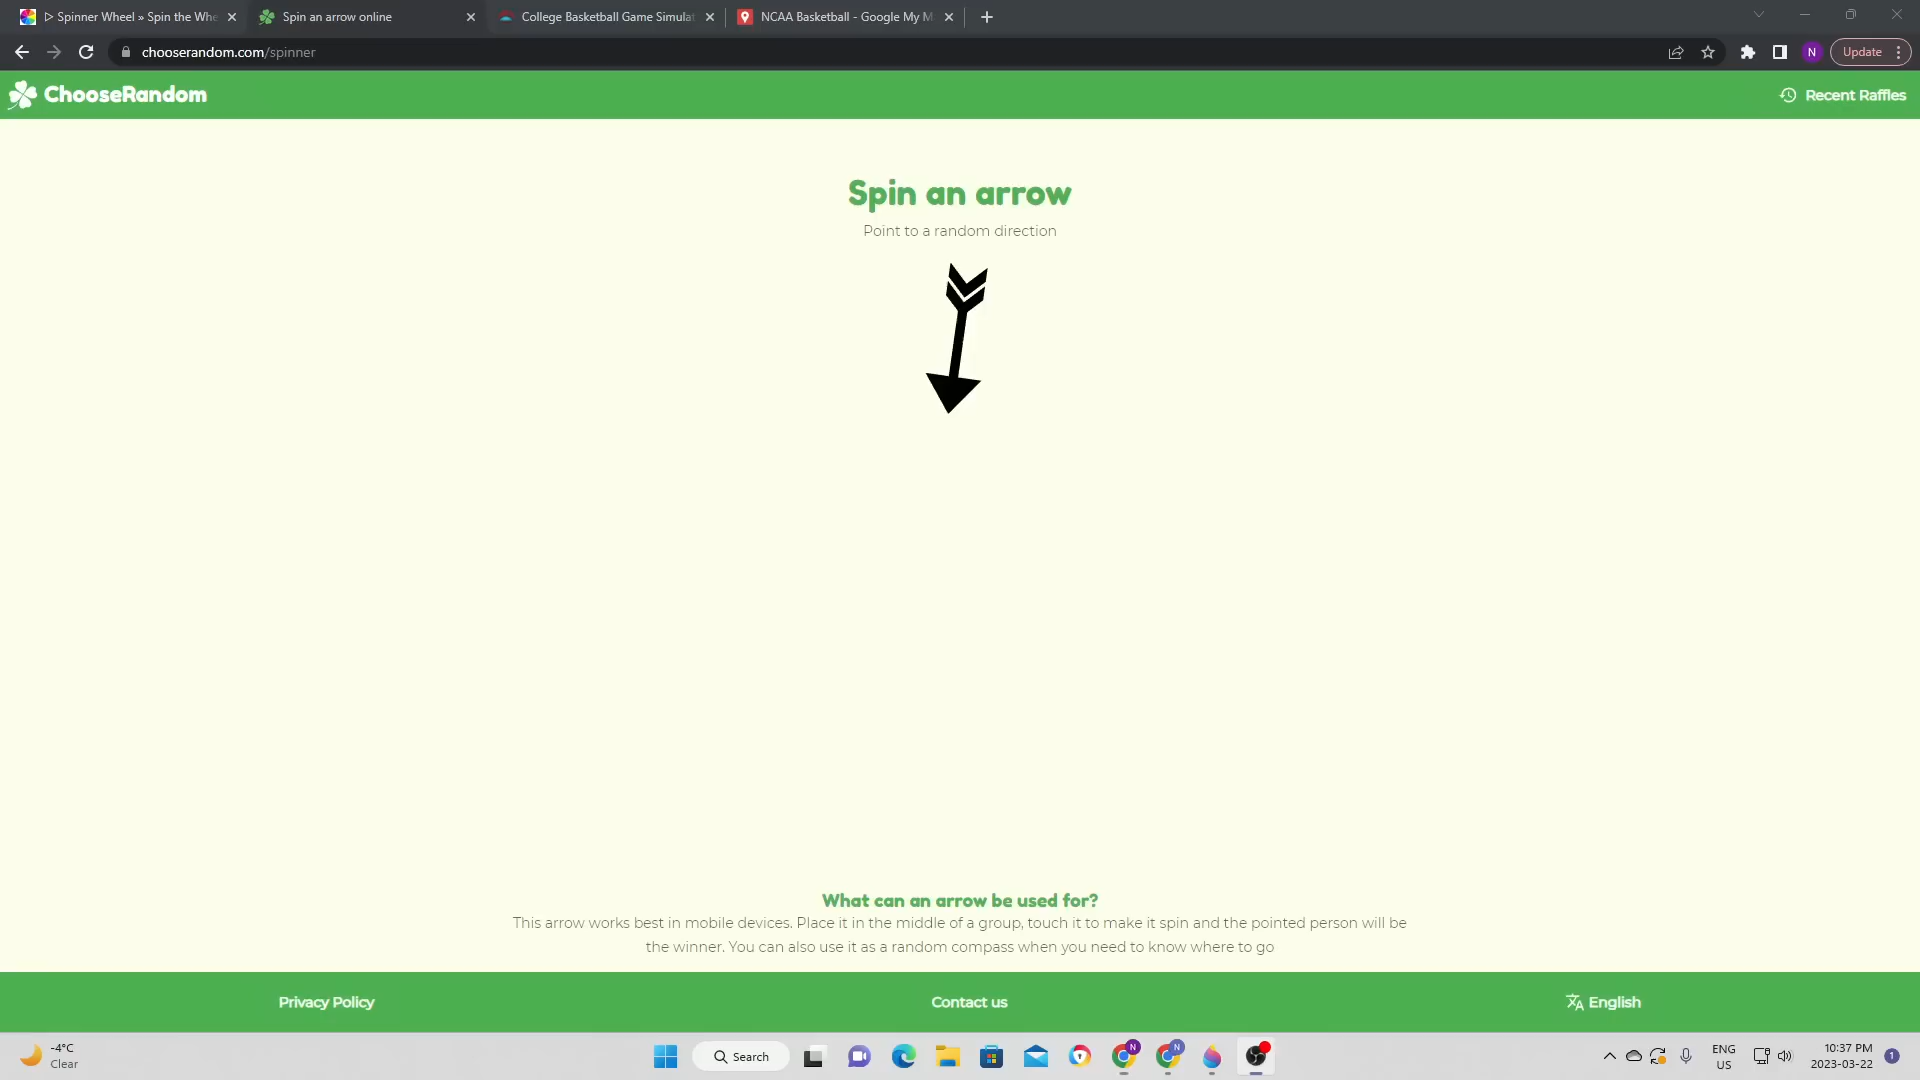 ▷ Spinner Wheel » Spin the Whe
Spin an arrow online
College Basketball Game Simulat
NCAA Basketball - Google My M
chooserandom.com/spinner
N
Update
ChooseRandom
Recent Raffles
Spin an arrow
Point to a random direction
What can an arrow be used for?
This arrow works best in mobile devices. Place it in the middle of a group, touch it to make it spin and the pointed person will be
the winner. You can also use it as a random compass when you need to know where to go
Privacy Policy
Contact us
English
-4°C
Clear
Search
N
N
ENG
US
10:37 PM
2023-03-22
1